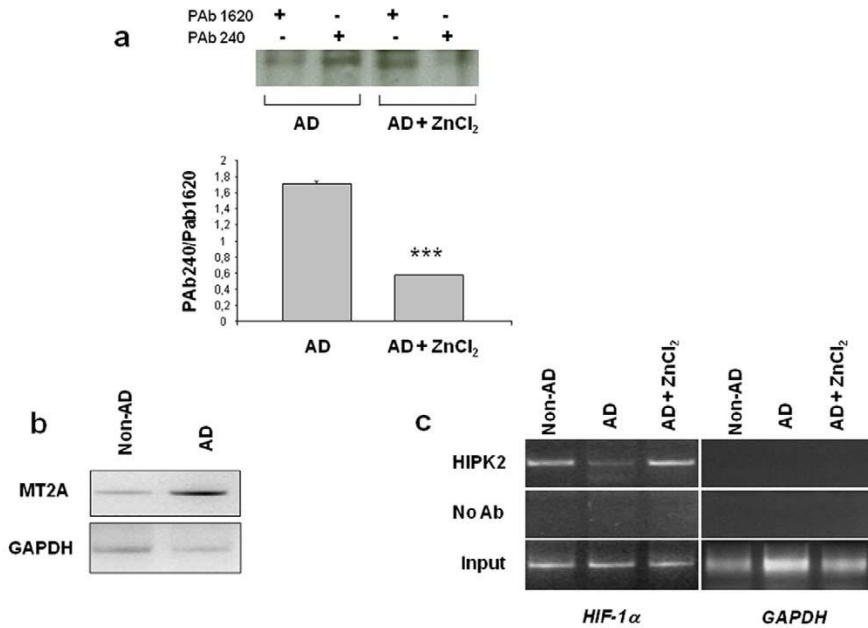 a
PAb 1620 + - + -
PAb 240 - + - +
AD AD + ZnCl₂
PAb240/Pab1620
2
1,8
1,6
1,4
1,2
1
0,8
0,6
0,4
0,2
0
***
AD AD + ZnCl₂
b
Non-AD AD
MT2A
GAPDH
c
Non-AD AD AD + ZnCl₂ Non-AD AD AD + ZnCl₂
HIPK2
No Ab
Input
HIF-1α GAPDH